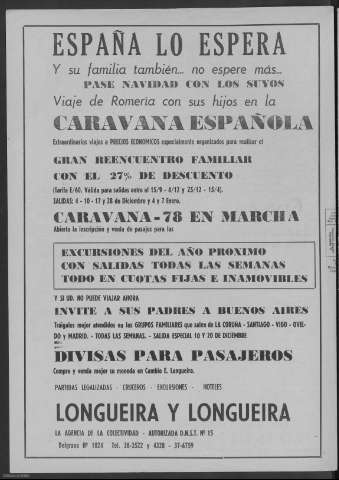 ESPAÑA LO ESPERA
Y su familia también... no espere más...
PASE NAVIDAD CON LOS SUYOS
Viaje de Romeria con sus hijos en la
CARAVANA ESPAÑOLA
Extraordinarios viajes a PRECIOS ECONOMICOS especialmente organizados para realizar el
GRAN REENCUENTRO FAMILIAR
CON EL 27% DE DESCUENTO
(Tarifa E/60. Válida para salidas entre el 15/9 - 4/12 y 25/12 - 15/4).
SALIDAS: 4 - 10 - 17 y 28 de Diciembre y 4 y 7 Enero.
CARAVANA-78 EN MARCHA
Abierta la inscripción y venta de pasajes para las
EXCURSIONES DEL AÑO PROXIMO
CON SALIDAS TODAS LAS SEMANAS
TODO EN CUOTAS FIJAS E INAMOVIBLES
Y SI UD. NO PUEDE VIAJAR AHORA
INVITE A SUS PADRES A BUENOS AIRES
Tráigalos mejor atendidos en los GRUPOS FAMILIARES que salen de LA CORUÑA - SANTIAGO - VIGO - OVIE-
DO y MADRID. - TODAS LAS SEMANAS. - SALIDA ESPECIAL 10 Y 20 DE DICIEMBRE
DIVISAS PARA PASAJEROS
Compre y venda mejor su moneda en Cambio E. Longueira.
PARTIDAS LEGALIZADAS - CRUCEROS - EXCURSIONES - HOTELES
LONGUEIRA Y LONGUEIRA
LA AGENCIA DE LA COLECTIVIDAD - AUTORIZADA D.N.S.T. Nº 15
Belgrano Nº 1824 Tel. 38-2522 y 4328 - 37-6759